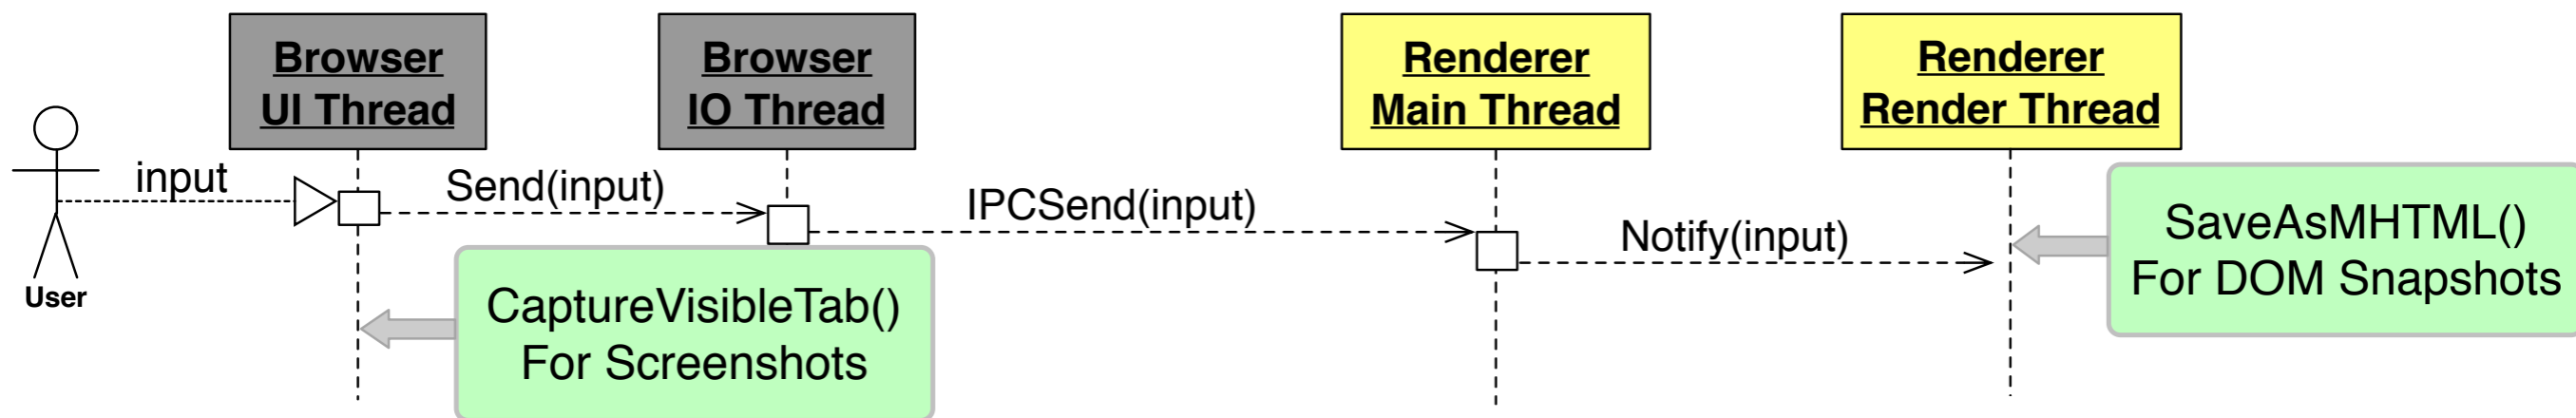 Browser
UI Thread
Browser
IO Thread
Renderer
Main Thread
Renderer
Render Thread
User
input
Send(input)
IPCSend(input)
Notify(input)
CaptureVisibleTab()
For Screenshots
SaveAsMHTML()
For DOM Snapshots